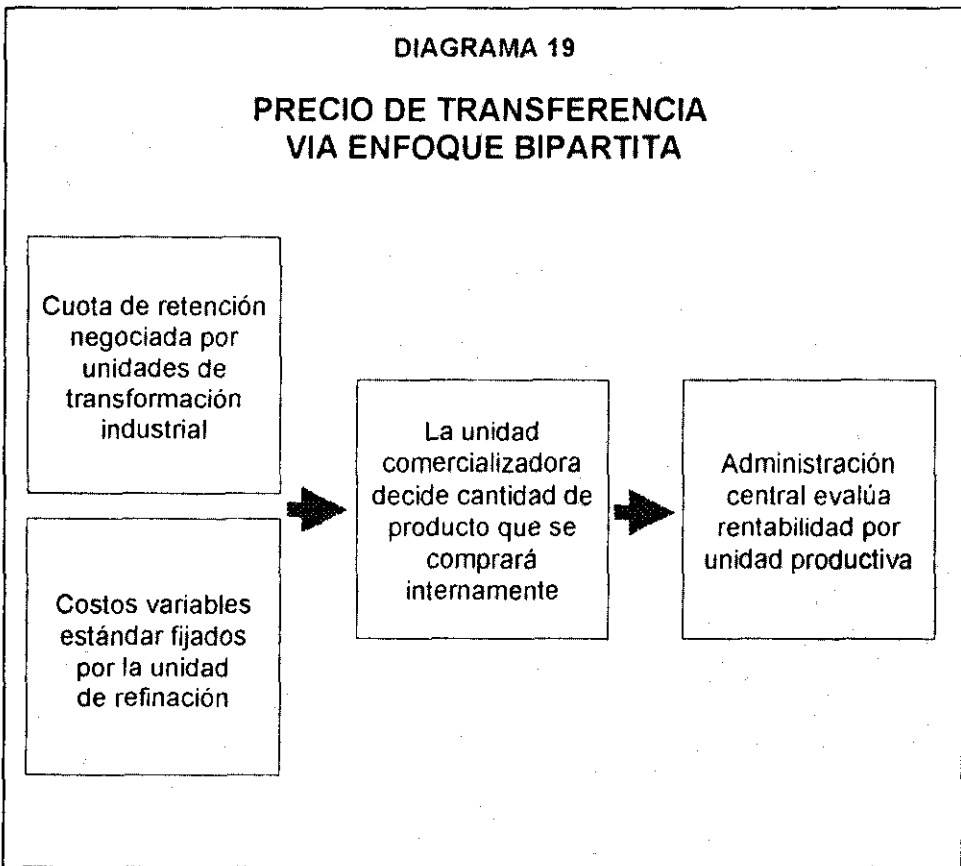 DIAGRAMA 19
PRECIO DE TRANSFERENCIA
VIA ENFOQUE BIPARTITA
Cuota de retención
negociada por
unidades de
transformación
industrial
Costos variables
estándar fijados
por la unidad
de refinación
La unidad
comercializadora
decide cantidad de
producto que se
comprará
internamente
Administración
central evalúa
rentabilidad por
unidad productiva